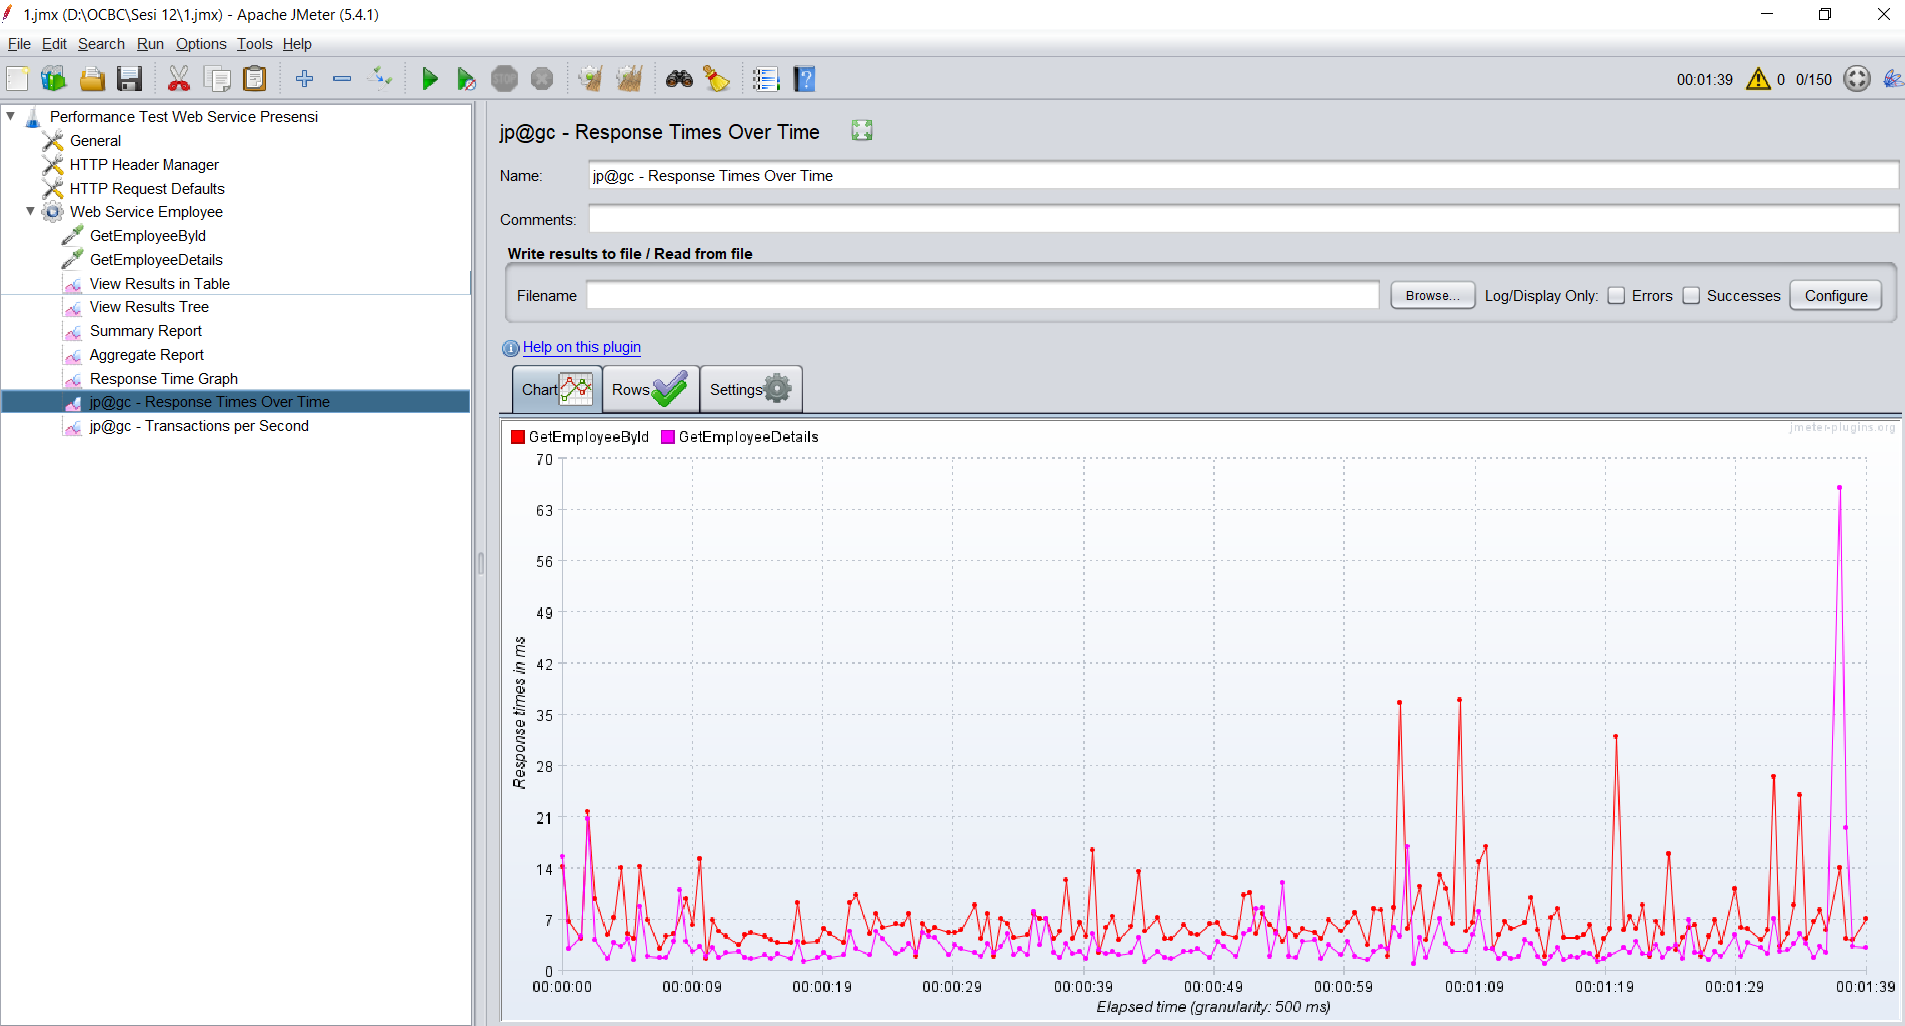 1.jmx (D:\OCBC\Sesi 12\1.jmx) - Apache JMeter (5.4.1)
File Edit Search Run Options Tools Help
STOP
00:01:39 0 0/150
Performance Test Web Service Presensi
General
HTTP Header Manager
HTTP Request Defaults
Web Service Employee
GetEmployeeById
GetEmployeeDetails
View Results in Table
View Results Tree
Summary Report
Aggregate Report
Response Time Graph
jp@gc - Response Times Over Time
jp@gc - Transactions per Second
jp@gc - Response Times Over Time
Name: jp@gc - Response Times Over Time
Comments:
Write results to file / Read from file
Filename Browse... Log/Display Only: Errors Successes Configure
Help on this plugin
Chart Rows Settings
GetEmployeeById GetEmployeeDetails
jmeter-plugins.org
70
63
56
49
42
35
28
21
14
7
0
Response times in ms
00:00:00 00:00:09 00:00:19 00:00:29 00:00:39 00:00:49 00:00:59 00:01:09 00:01:19 00:01:29 00:01:39
Elapsed time (granularity: 500 ms)